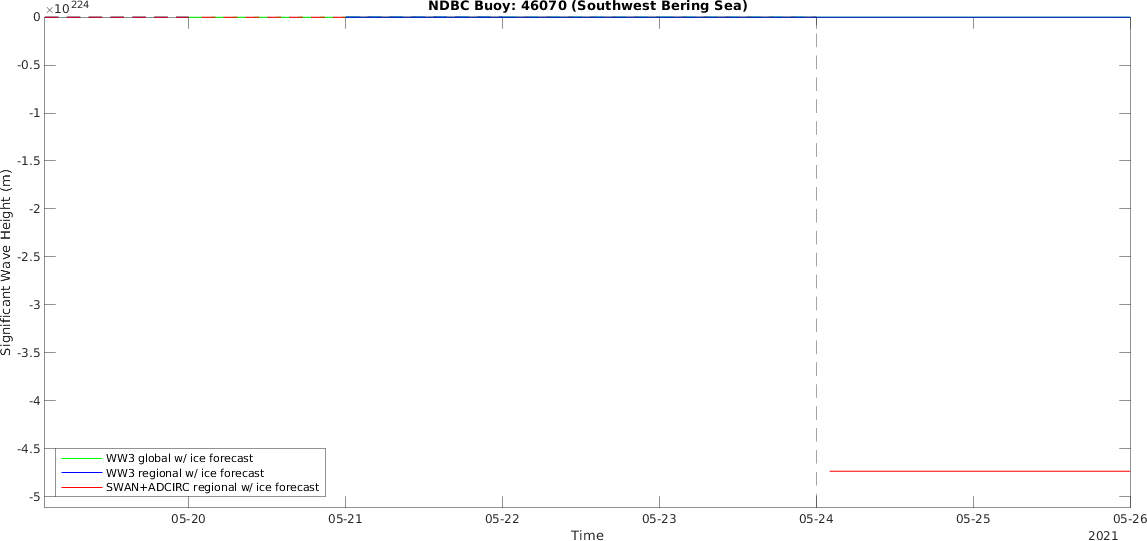 NDBC Buoy: 46070 (Southwest Bering Sea)
×10^224
0
-0.5
-1
-1.5
-2
-2.5
-3
-3.5
-4
-4.5
-5
Significant Wave Height (m)
WW3 global w/ ice forecast
WW3 regional w/ ice forecast
SWAN+ADCIRC regional w/ ice forecast
05-20 05-21 05-22 05-23 05-24 05-25 05-26
Time
2021